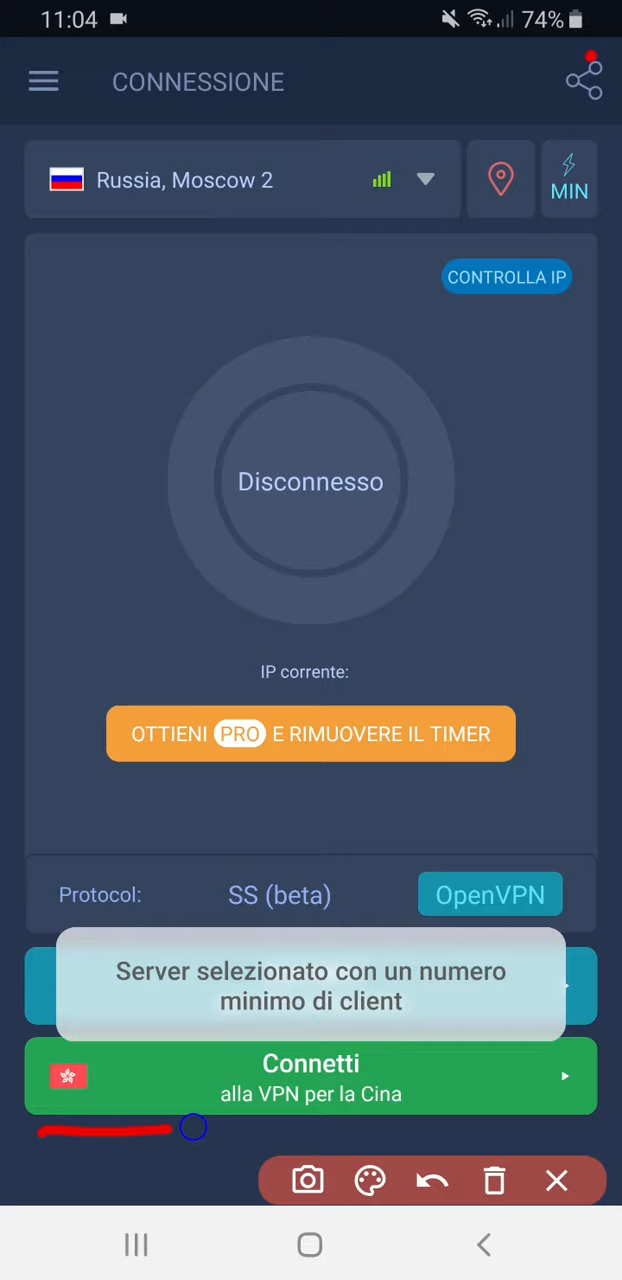 11:04
74%
CONNESSIONE
Russia, Moscow 2
MIN
CONTROLLA IP
Disconnesso
IP corrente:
OTTIENI PRO E RIMUOVERE IL TIMER
Protocol:
SS (beta)
OpenVPN
Server selezionato con un numero
minimo di client
Connetti
alla VPN per la Cina